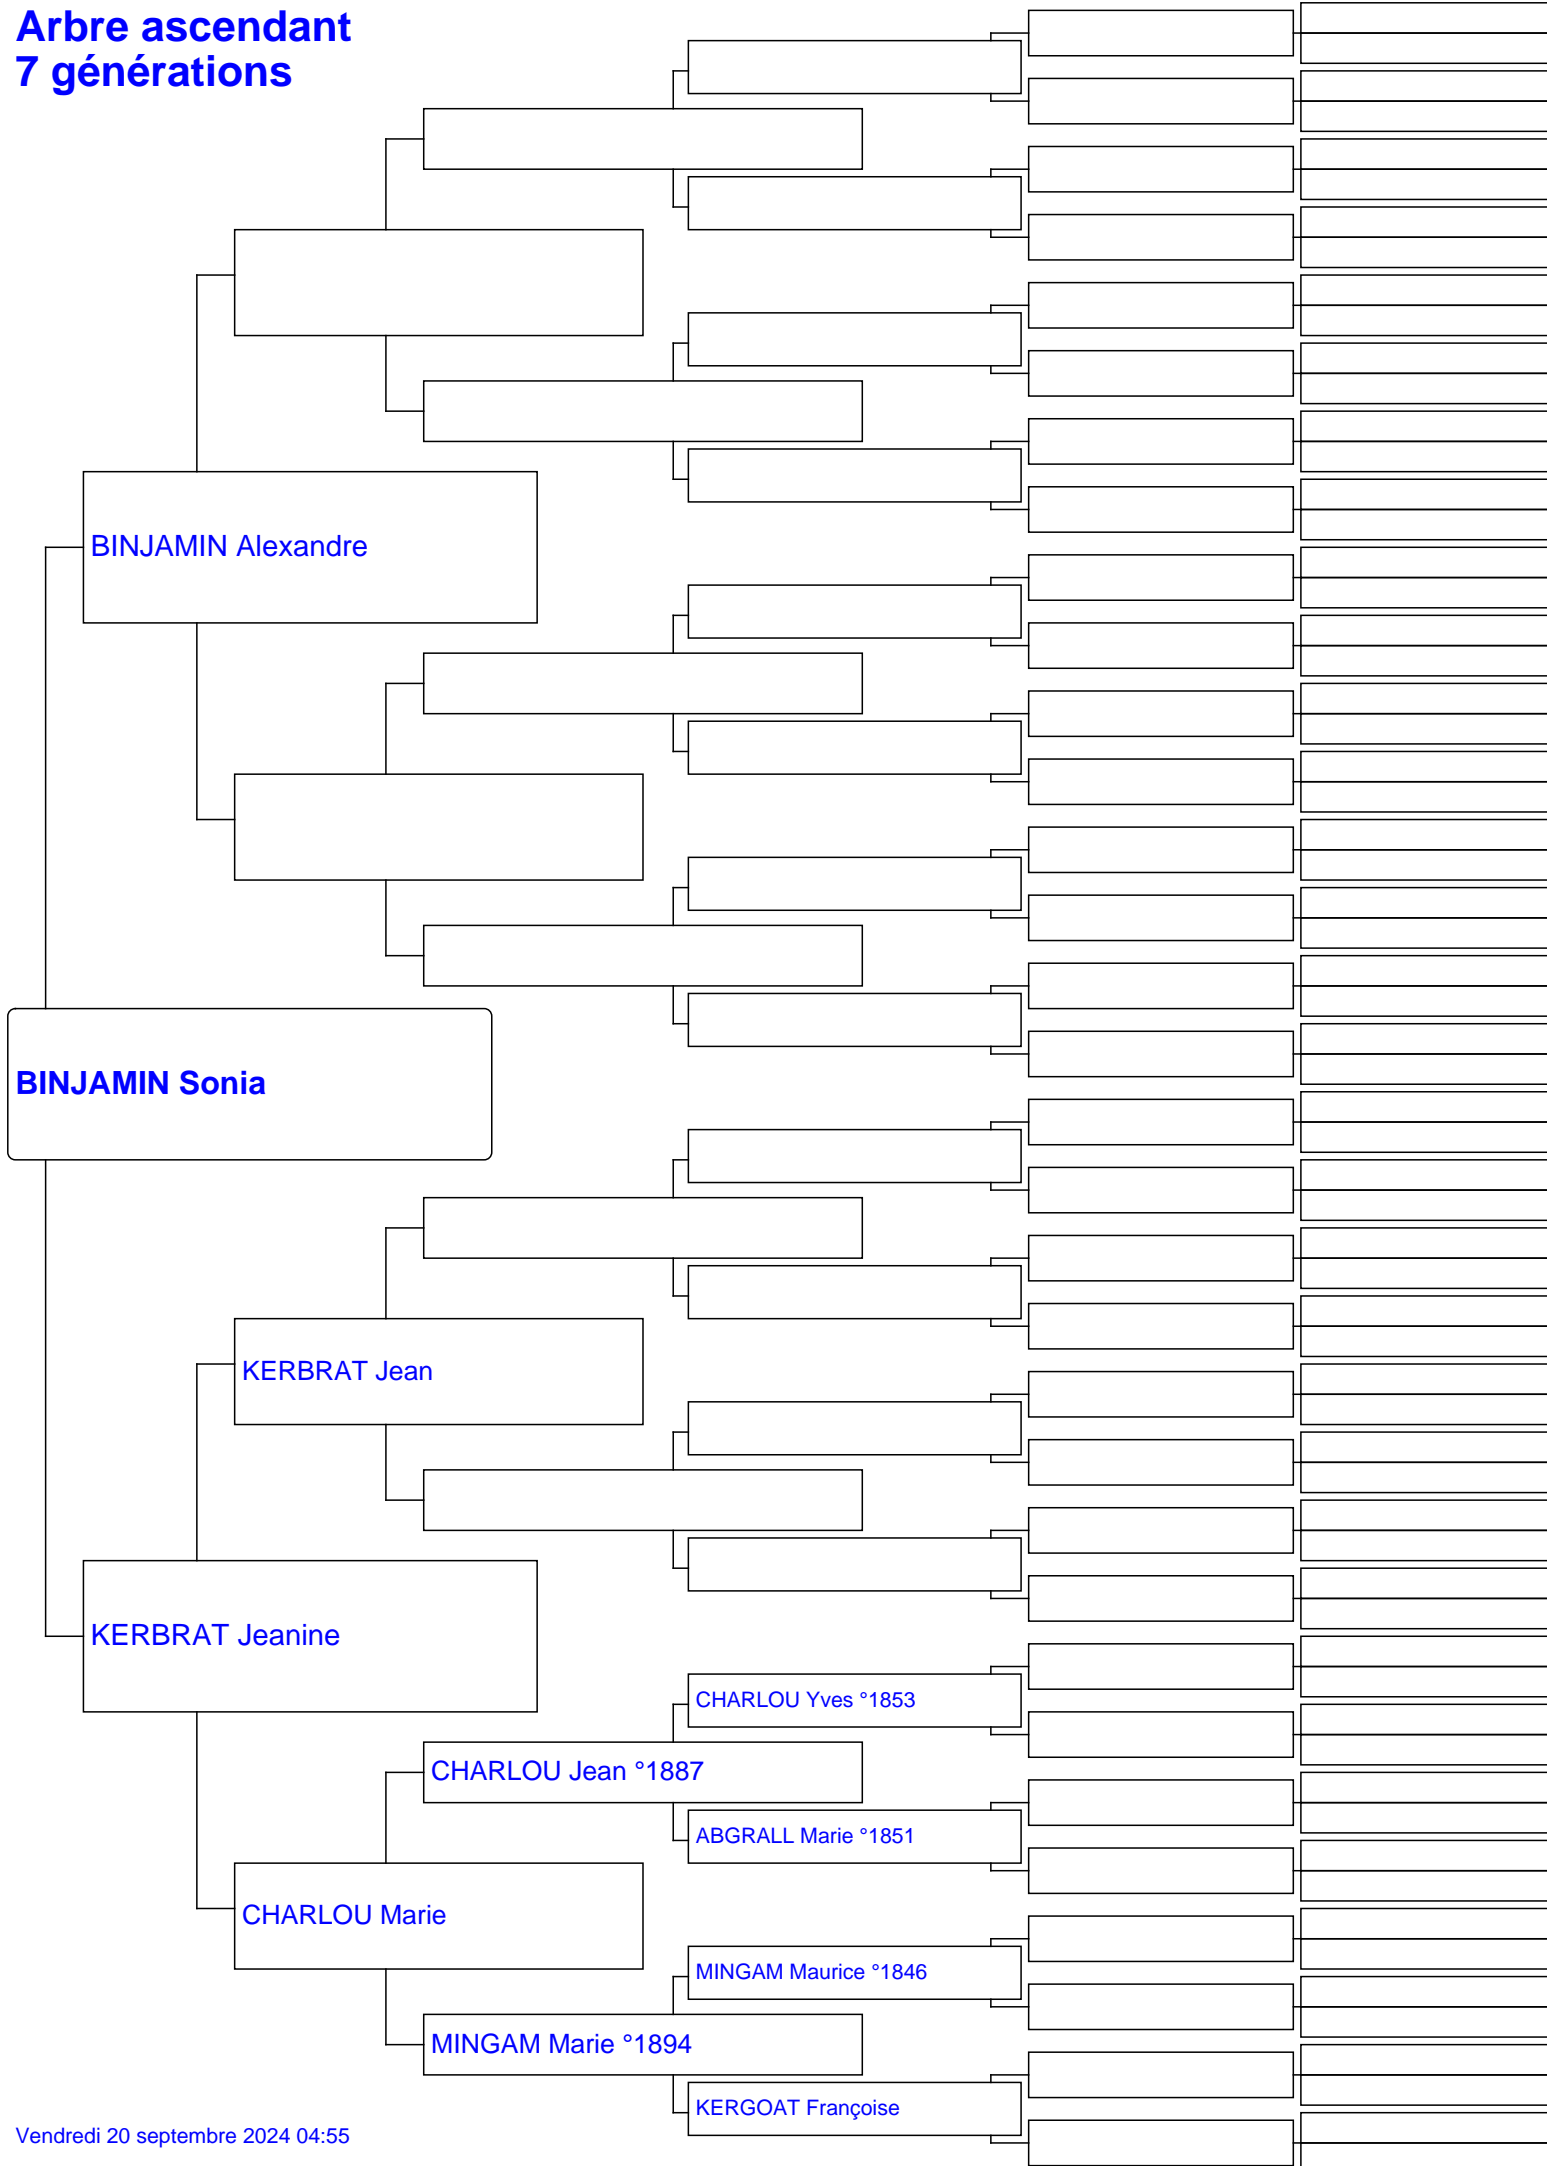 Arbre ascendant
7 générations
BINJAMIN Alexandre
BINJAMIN Sonia
KERBRAT Jean
KERBRAT Jeanine
CHARLOU Yves °1853
CHARLOU Jean °1887
ABGRALL Marie °1851
CHARLOU Marie
MINGAM Maurice °1846
MINGAM Marie °1894
KERGOAT Françoise
Vendredi 20 septembre 2024 04:55